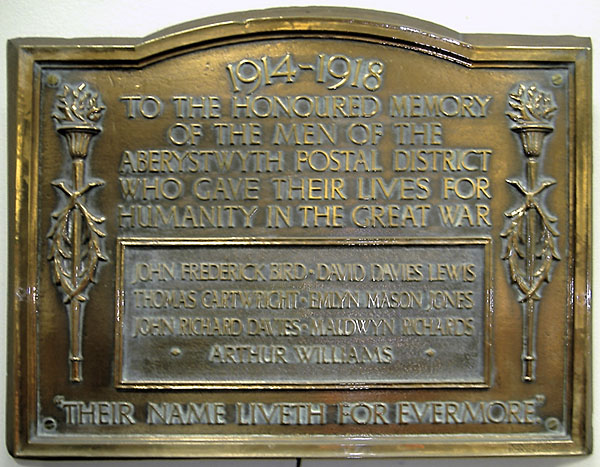 1914-1918
TO THE HONOURED MEMORY
OF THE MEN OF THE
ABERYSTWYTH POSTAL DISTRICT
WHO GAVE THEIR LIVES FOR
HUMANITY IN THE GREAT WAR
JOHN FREDERICK BIRD · DAVID DAVIES LEWIS
THOMAS CARTWRIGHT · EMLYN MASON JONES
JOHN RICHARD DAVIES · MALDWYN RICHARDS
· ARTHUR WILLIAMS ·
"THEIR NAME LIVETH FOR EVERMORE"